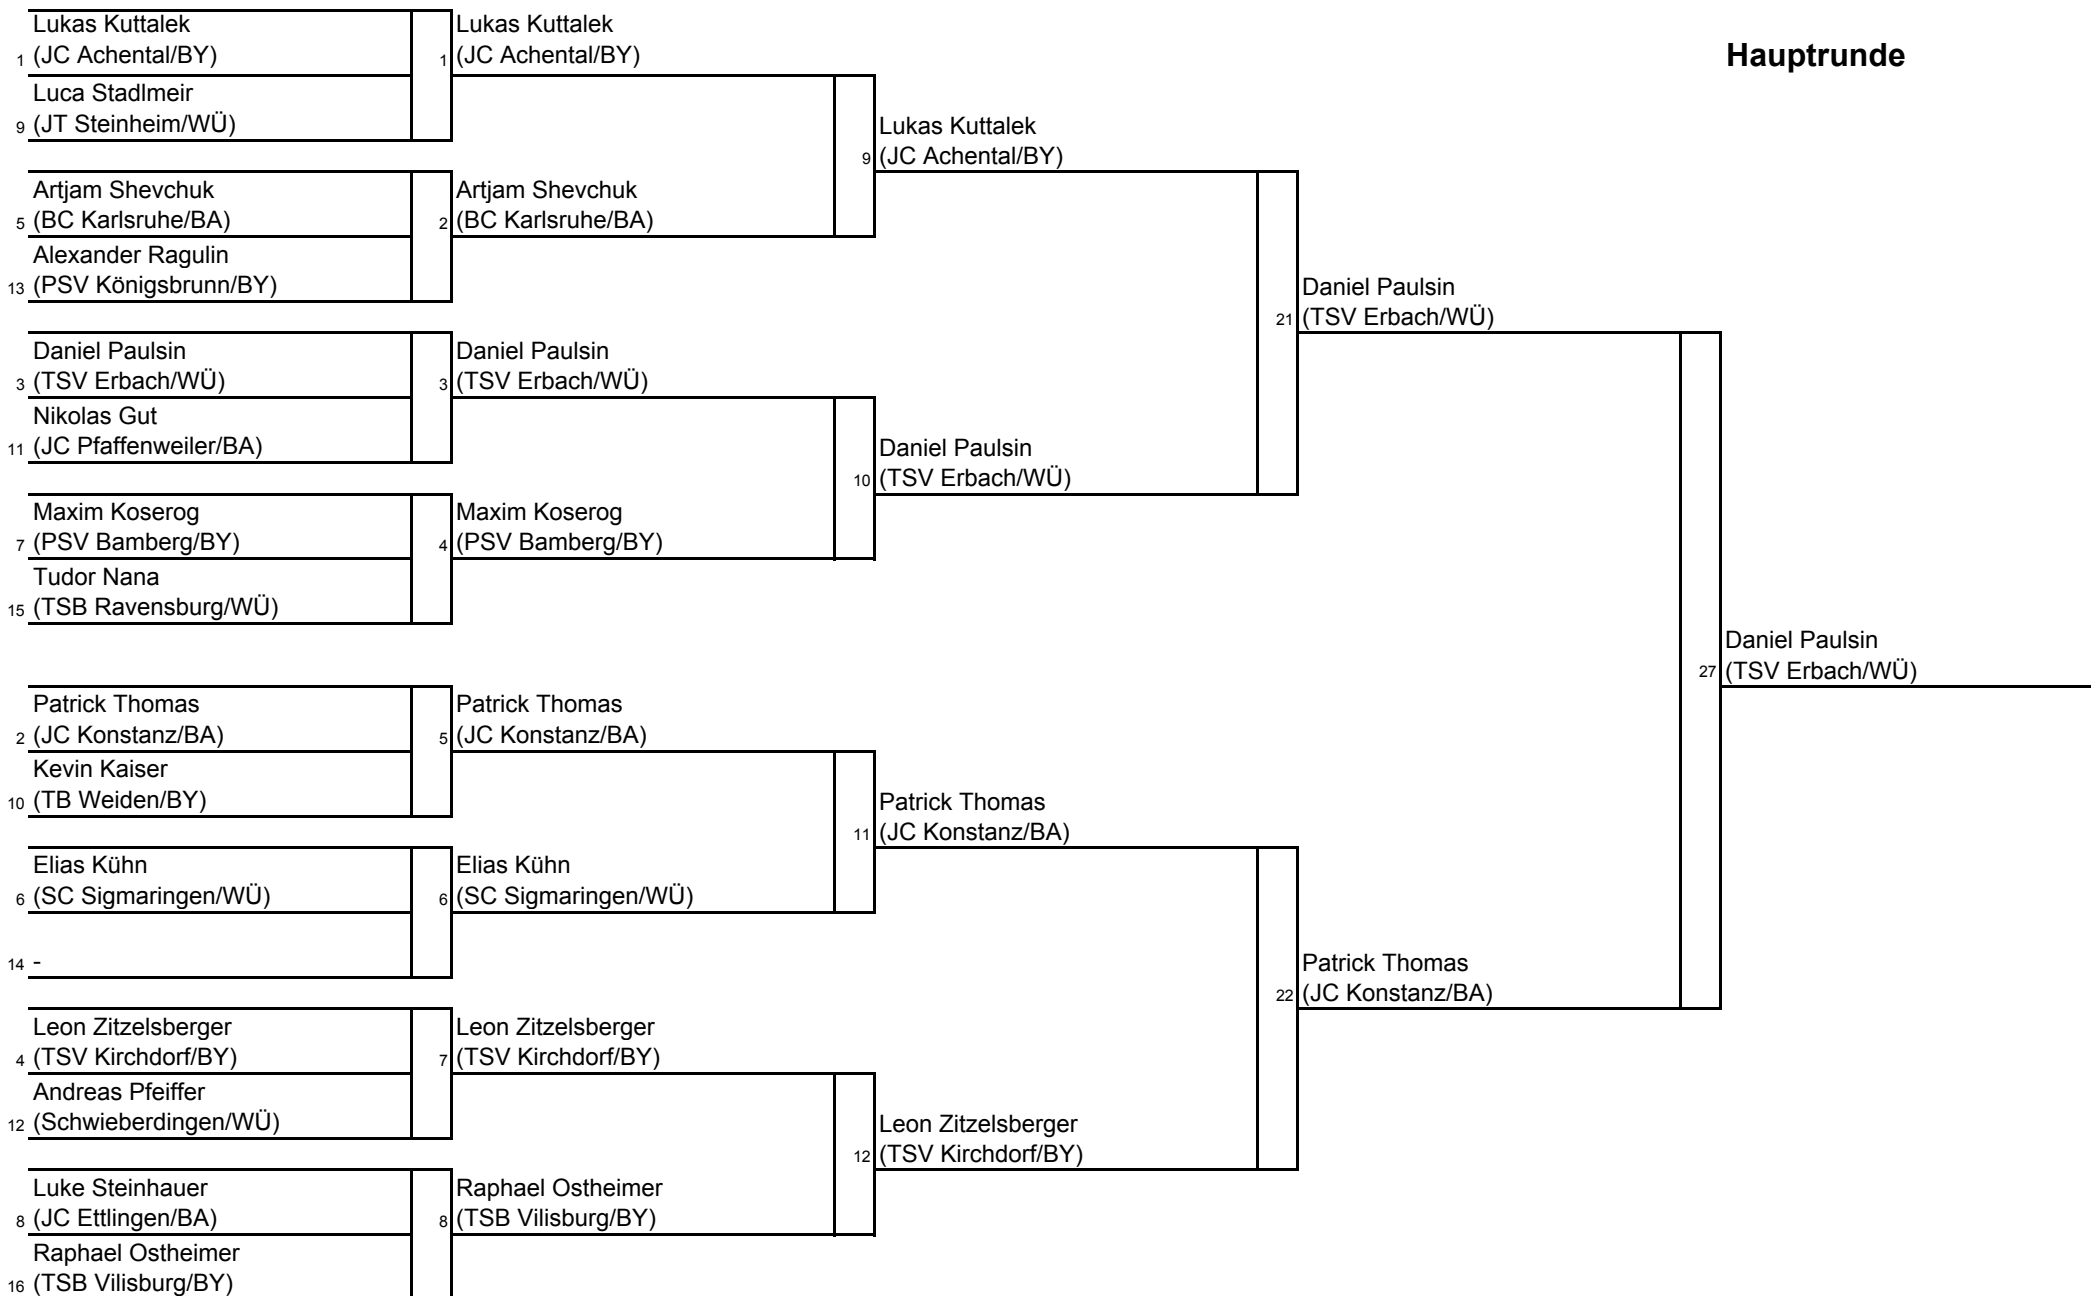 Hauptrunde
Lukas Kuttalek
1 (JC Achental/BY)
Luca Stadlmeir
9 (JT Steinheim/WÜ)
Artjam Shevchuk
5 (BC Karlsruhe/BA)
Alexander Ragulin
13 (PSV Königsbrunn/BY)
Daniel Paulsin
3 (TSV Erbach/WÜ)
Nikolas Gut
11 (JC Pfaffenweiler/BA)
Maxim Koserog
7 (PSV Bamberg/BY)
Tudor Nana
15 (TSB Ravensburg/WÜ)
Patrick Thomas
2 (JC Konstanz/BA)
Kevin Kaiser
10 (TB Weiden/BY)
Elias Kühn
6 (SC Sigmaringen/WÜ)
14 -
Leon Zitzelsberger
4 (TSV Kirchdorf/BY)
Andreas Pfeiffer
12 (Schwieberdingen/WÜ)
Luke Steinhauer
8 (JC Ettlingen/BA)
Raphael Ostheimer
16 (TSB Vilisburg/BY)
Lukas Kuttalek
1 (JC Achental/BY)
Artjam Shevchuk
2 (BC Karlsruhe/BA)
Daniel Paulsin
3 (TSV Erbach/WÜ)
Maxim Koserog
4 (PSV Bamberg/BY)
Patrick Thomas
5 (JC Konstanz/BA)
Elias Kühn
6 (SC Sigmaringen/WÜ)
Leon Zitzelsberger
7 (TSV Kirchdorf/BY)
Raphael Ostheimer
8 (TSB Vilisburg/BY)
Lukas Kuttalek
9 (JC Achental/BY)
Daniel Paulsin
10 (TSV Erbach/WÜ)
Patrick Thomas
11 (JC Konstanz/BA)
Leon Zitzelsberger
12 (TSV Kirchdorf/BY)
Daniel Paulsin
21 (TSV Erbach/WÜ)
Patrick Thomas
22 (JC Konstanz/BA)
Daniel Paulsin
27 (TSV Erbach/WÜ)